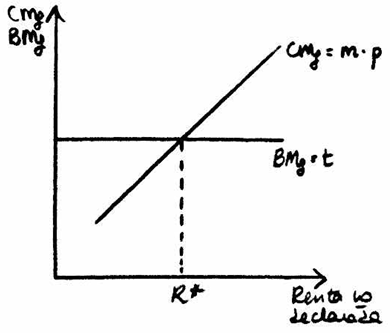 CMg
BMg
CMg = m · p
BMg = t
R*
Renta no
declarada